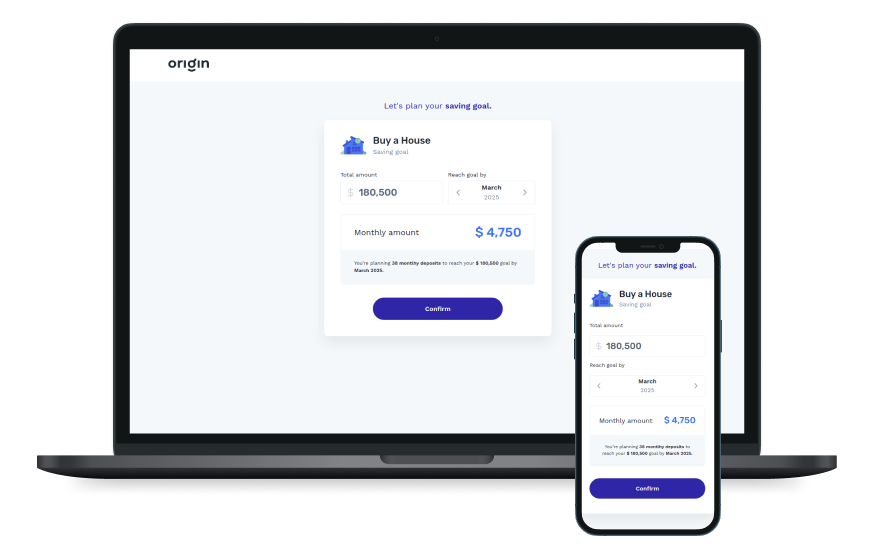 origin
Let's plan your saving goal.
Buy a House
Saving goal
Total amount
Reach goal by
$ 180,500
March
2025
Monthly amount
$ 4,750
You're planning 38 monthly deposits to reach your $ 180,500 goal by
March 2025.
Confirm
Let's plan your saving goal.
Buy a House
Saving goal
Total amount
$ 180,500
Reach goal by
March
2025
Monthly amount
$ 4,750
You're planning 38 monthly deposits to
reach your $ 180,500 goal by March 2025.
Confirm